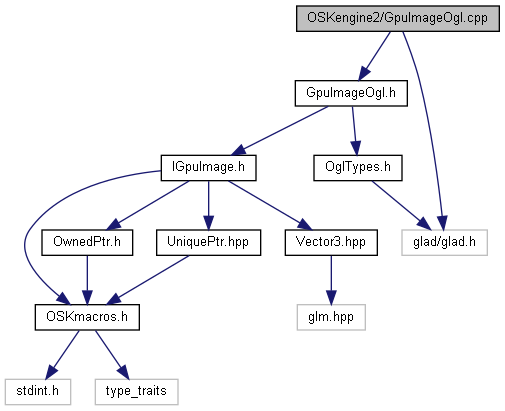 OSKengine2/GpuImageOgl.cpp
GpuImageOgl.h
IGpuImage.h
OglTypes.h
OwnedPtr.h
UniquePtr.hpp
Vector3.hpp
glad/glad.h
OSKmacros.h
glm.hpp
stdint.h
type_traits